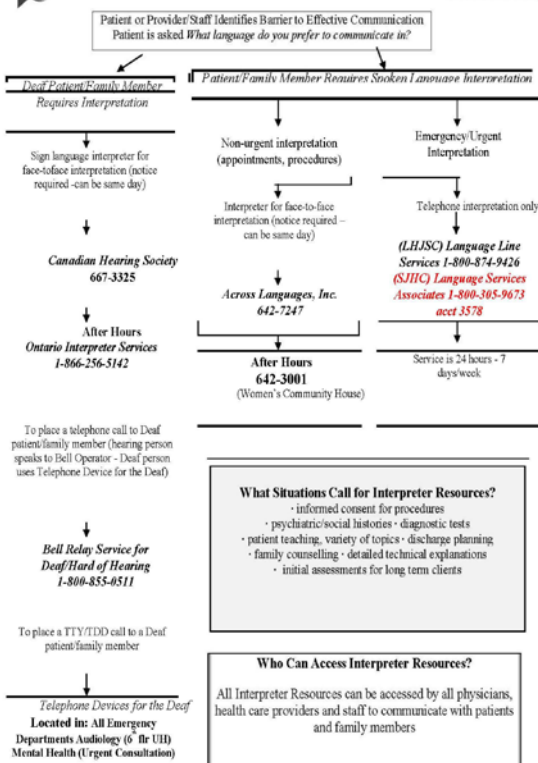 Patient or Provider/Staff Identifies Barrier to Effective Communication
Patient is asked What language do you prefer to communicate in?
Deaf Patient/Family Member
Requires Interpretation
Sign language interpreter for
face-toface interpretation (notice
required -can be same day)
Canadian Hearing Society
667-3325
After Hours
Ontario Interpreter Services
1-866-256-5142
To place a telephone call to Deaf
patient/family member (hearing person
speaks to Bell Operator - Deaf person
uses Telephone Device for the Deaf)
Bell Relay Service for
Deaf/Hard of Hearing
1-800-855-0511
To place a TTY/TDD call to a Deaf
patient/family member
Telephone Devices for the Deaf
Located in: All Emergency
Departments Audiology (6th flr UH)
Mental Health (Urgent Consultation)
Patient/Family Member Requires Spoken Language Interpretation
Non-urgent interpretation
(appointments, procedures)
Interpreter for face-to-face
interpretation (notice required –
can be same day)
Across Languages, Inc.
642-7247
After Hours
642-3001
(Women's Community House)
Emergency/Urgent
Interpretation
Telephone interpretation only
(LHJSC) Language Line
Services 1-800-874-9426
(SJHC) Language Services
Associates 1-800-305-9673
acct 3578
Service is 24 hours - 7
days/week
What Situations Call for Interpreter Resources?
· informed consent for procedures
· psychiatric/social histories · diagnostic tests
· patient teaching, variety of topics · discharge planning
· family counselling · detailed technical explanations
· initial assessments for long term clients
Who Can Access Interpreter Resources?
All Interpreter Resources can be accessed by all physicians,
health care providers and staff to communicate with patients
and family members